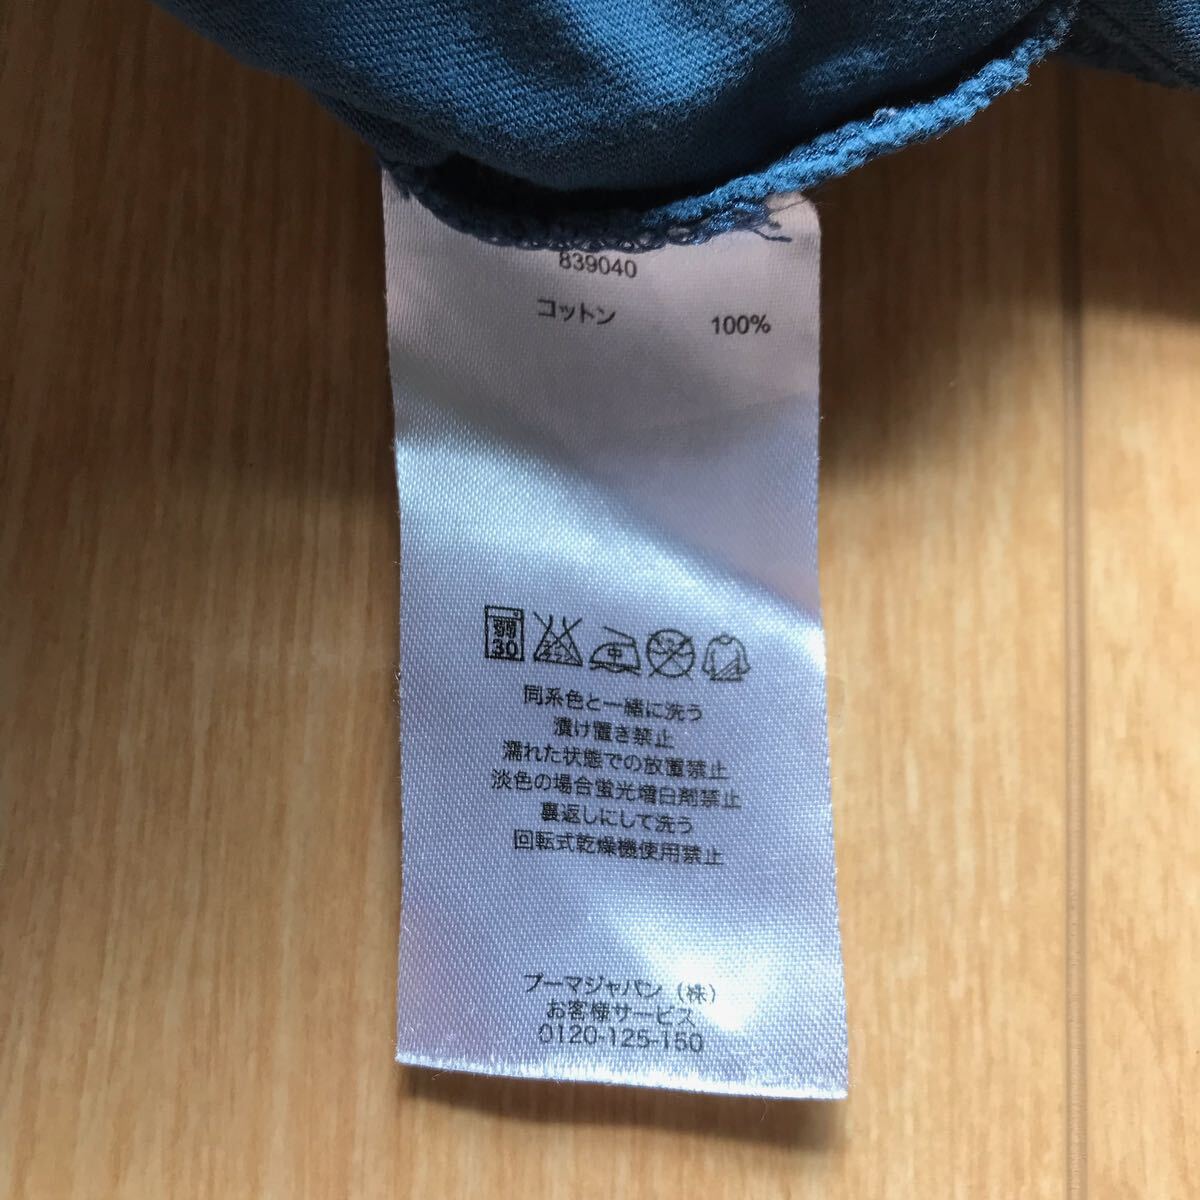 839040
コットン 100%
弱
30
中
同系色と一緒に洗う
漬け置き禁止
濡れた状態での放置禁止
淡色の場合蛍光増白剤禁止
裏返しにして洗う
回転式乾燥機使用禁止
プーマジャパン（株）
お客様サービス
0120-125-150